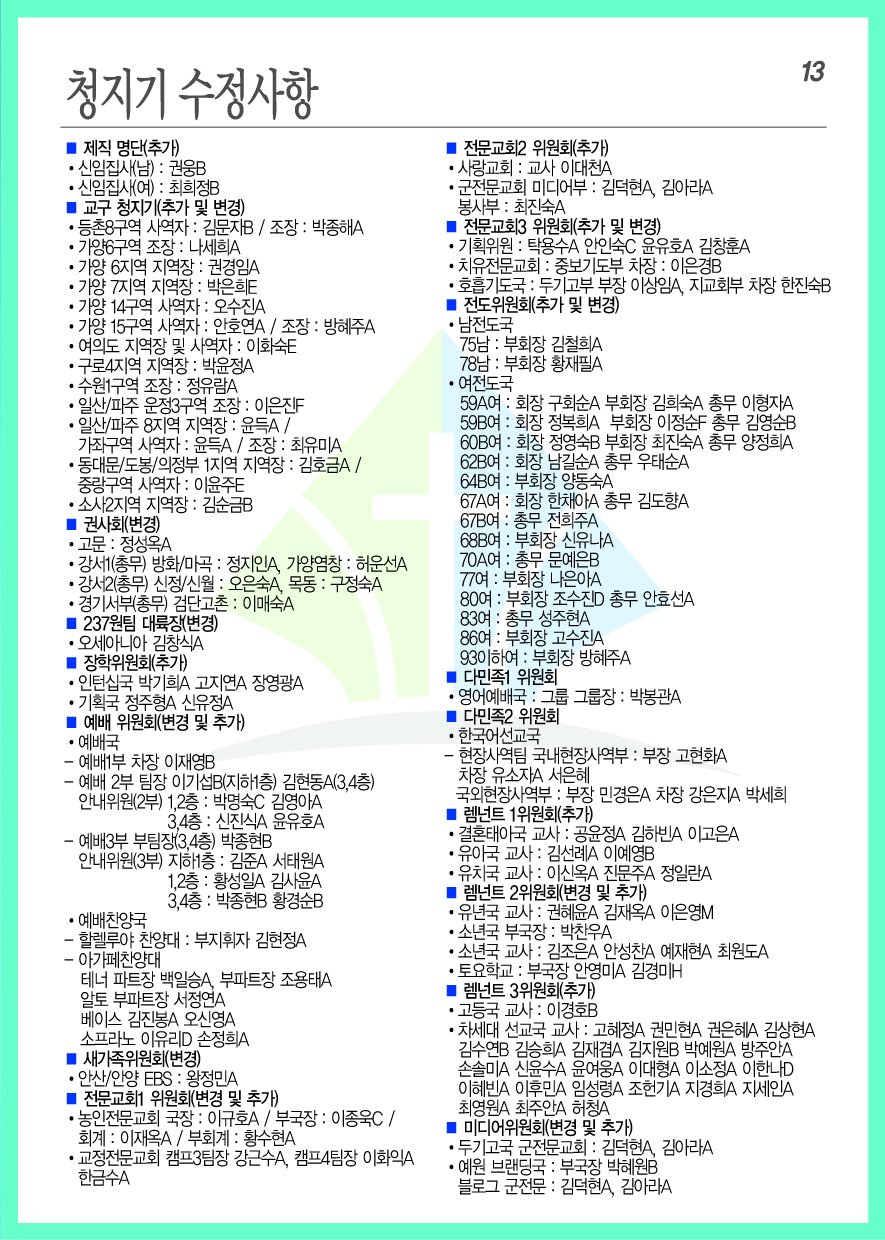 13
청지기 수정사항
■ 제직 명단(추가)
• 신임집사(남) : 권웅B
• 신임집사(여) : 최희정B
■ 교구 청지기(추가 및 변경)
• 등촌8구역 사역자 : 김문자B / 조장 : 박종해A
• 가양6구역 조장 : 나세희A
• 가양 6지역 지역장 : 권경임A
• 가양 7지역 지역장 : 박은희E
• 가양 14구역 사역자 : 오수진A
• 가양 15구역 사역자 : 안호연A / 조장 : 방혜주A
• 여의도 지역장 및 사역자 : 이화숙E
• 구로4지역 지역장 : 박윤정A
• 수원1구역 조장 : 정유람A
• 일산/파주 운정3구역 조장 : 이은진F
• 일산/파주 8지역 지역장 : 윤득A /
가좌구역 사역자 : 윤득A / 조장 : 최유미A
• 동대문/도봉/의정부 1지역 지역장 : 김호금A /
중랑구역 사역자 : 이윤주E
• 소사2지역 지역장 : 김순금B
■ 권사회(변경)
• 고문 : 정성옥A
• 강서1(총무) 방화/마곡 : 정지인A, 가양염창 : 허운선A
• 강서2(총무) 신정/신월 : 오은숙A, 목동 : 구정숙A
• 경기서부(총무) 검단고촌 : 이매숙A
■ 237원팀 대륙장(변경)
• 오세아니아 김창식A
■ 장학위원회(추가)
• 인턴십국 박기희A 고지연A 장영광A
• 기획국 정주형A 신유정A
■ 예배 위원회(변경 및 추가)
• 예배국
– 예배1부 차장 이재영B
– 예배 2부 팀장 이기섭B(지하1층) 김현동A(3,4층)
안내위원(2부) 1,2층 : 박명숙C 김영아A
3,4층 : 신진식A 윤유호A
– 예배3부 부팀장(3,4층) 박종현B
안내위원(3부) 지하1층 : 김준A 서태원A
1,2층 : 황성일A 김사윤A
3,4층 : 박종현B 황경순B
• 예배찬양국
– 할렐루야 찬양대 : 부지휘자 김현정A
– 아가페찬양대
테너 파트장 백일승A, 부파트장 조용태A
알토 부파트장 서정연A
베이스 김진봉A 오신영A
소프라노 이유리D 손정희A
■ 새가족위원회(변경)
• 안산/안양 EBS : 왕정민A
■ 전문교회1 위원회(변경 및 추가)
• 농인전문교회 국장 : 이규호A / 부국장 : 이종욱C /
회계 : 이재옥A / 부회계 : 황수현A
• 교정전문교회 캠프3팀장 강근수A, 캠프4팀장 이화익A
한금수A
■ 전문교회2 위원회(추가)
• 사랑교회 : 교사 이대천A
• 군전문교회 미디어부 : 김덕현A, 김아라A
봉사부 : 최진숙A
■ 전문교회3 위원회(추가 및 변경)
• 기획위원 : 탁용수A 안인숙C 윤유호A 김창훈A
• 치유전문교회 : 중보기도부 차장 : 이은경B
• 호흡기도국 : 두기고부 부장 이상임A, 지교회부 차장 한진숙B
■ 전도위원회(추가 및 변경)
• 남전도국
75남 : 부회장 김철희A
78남 : 부회장 황재필A
• 여전도국
59A여 : 회장 구회순A 부회장 김희숙A 총무 이형자A
59B여 : 회장 정복희A 부회장 이정순F 총무 김영순B
60B여 : 회장 정영숙B 부회장 최진숙A 총무 양정희A
62B여 : 회장 남길순A 총무 우태순A
64B여 : 부회장 양동숙A
67A여 : 회장 한채아A 총무 김도향A
67B여 : 총무 전희주A
68B여 : 부회장 신유나A
70A여 : 총무 문예은B
77여 : 부회장 나은아A
80여 : 부회장 조수진D 총무 안효선A
83여 : 총무 성주현A
86여 : 부회장 고수진A
93이하여 : 부회장 방혜주A
■ 다민족1 위원회
• 영어예배국 : 그룹 그룹장 : 박봉관A
■ 다민족2 위원회
• 한국어선교국
– 현장사역팀 국내현장사역부 : 부장 고현화A
차장 유소자A 서은혜
국외현장사역부 : 부장 민경은A 차장 강은지A 박세희
■ 렘넌트 1위원회(추가)
• 결혼태아국 교사 : 공윤정A 김하빈A 이고은A
• 유아국 교사 : 김선례A 이예영B
• 유치국 교사 : 이신옥A 진문주A 정일란A
■ 렘넌트 2위원회(변경 및 추가)
• 유년국 교사 : 권혜윤A 김재옥A 이은영M
• 소년국 부국장 : 박찬우A
• 소년국 교사 : 김조은A 안성찬A 예재현A 최원도A
• 토요학교 : 부국장 안영미A 김경미H
■ 렘넌트 3위원회(추가)
• 고등국 교사 : 이경호B
• 차세대 선교국 교사 : 고혜정A 권민현A 권은혜A 김상현A
김수연B 김승희A 김재겸A 김지원B 박예원A 방주안A
손솔미A 신윤수A 윤여웅A 이대형A 이소정A 이한나D
이혜빈A 이후민A 임성령A 조헌기A 지경희A 지세인A
최영원A 최주안A 허청A
■ 미디어위원회(변경 및 추가)
• 두기고국 군전문교회 : 김덕현A, 김아라A
• 예원 브랜딩국 : 부국장 박혜원B
블로그 군전문 : 김덕현A, 김아라A